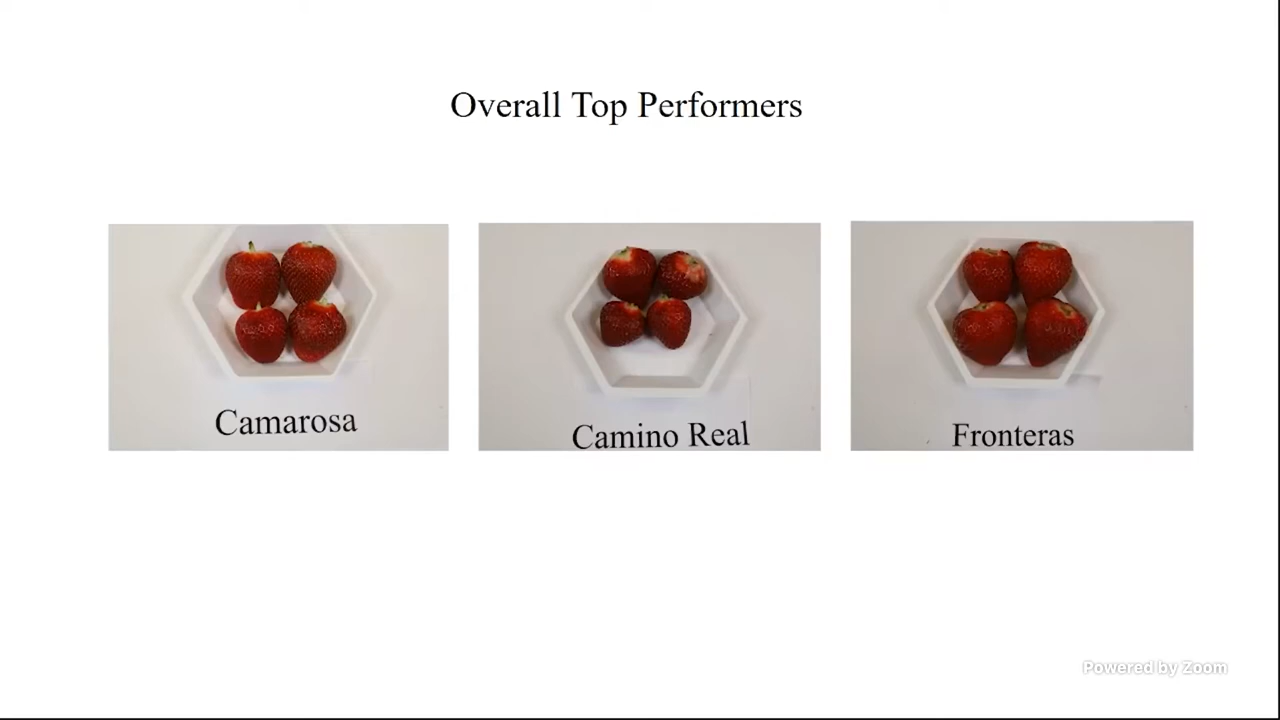 Overall Top Performers
Camarosa
Camino Real
Fronteras
Powered by Zoom